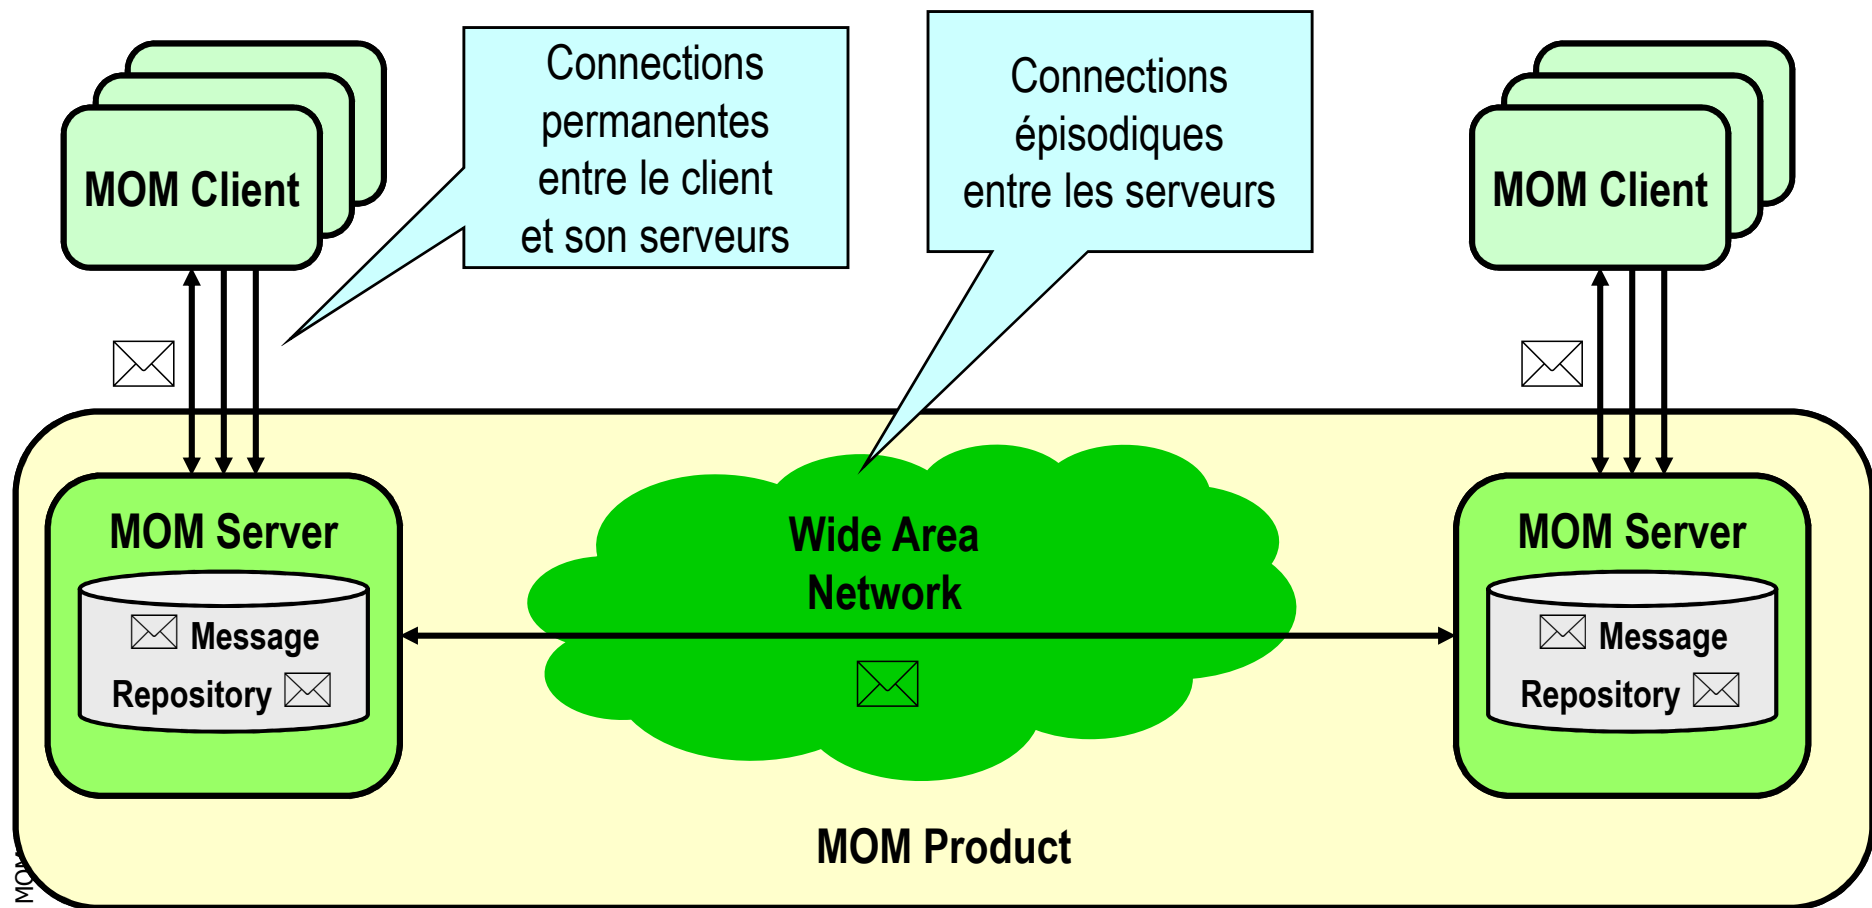 Connections
permanentes
entre le client
et son serveurs
Connections
épisodiques
entre les serveurs
MOM Client
MOM Client
MOM Server
Message
Repository
Wide Area
Network
MOM Server
Message
Repository
MOM Product
MOM